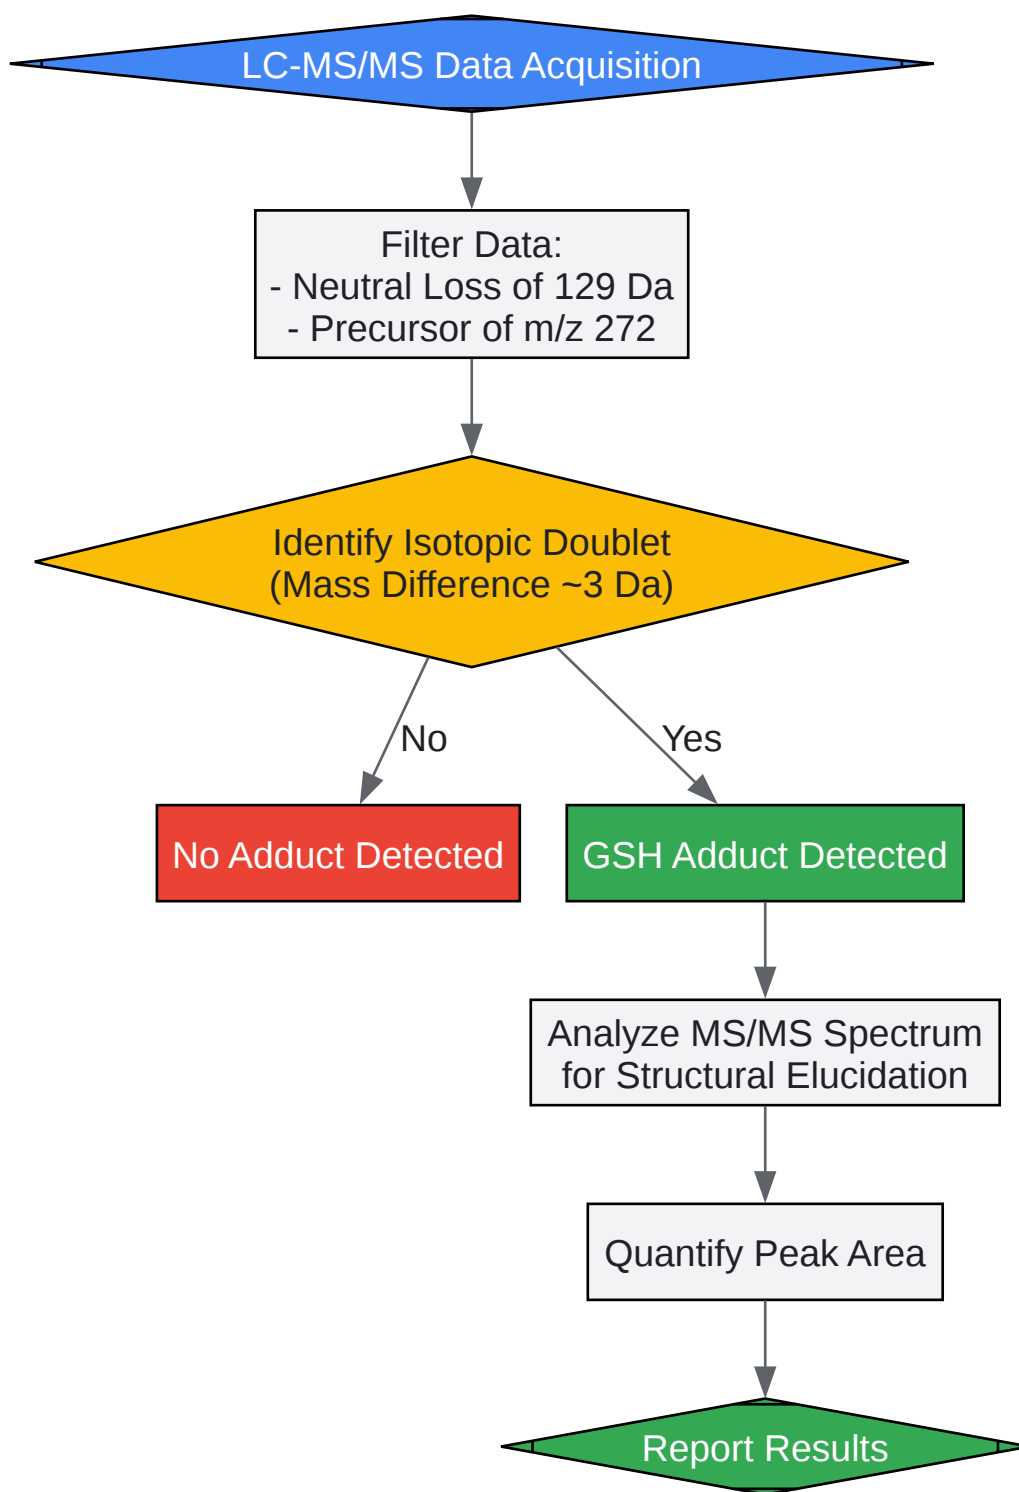 LC-MS/MS Data Acquisition
Filter Data:
- Neutral Loss of 129 Da
- Precursor of m/z 272
Identify Isotopic Doublet
(Mass Difference ~3 Da)
No
Yes
No Adduct Detected
GSH Adduct Detected
Analyze MS/MS Spectrum
for Structural Elucidation
Quantify Peak Area
Report Results